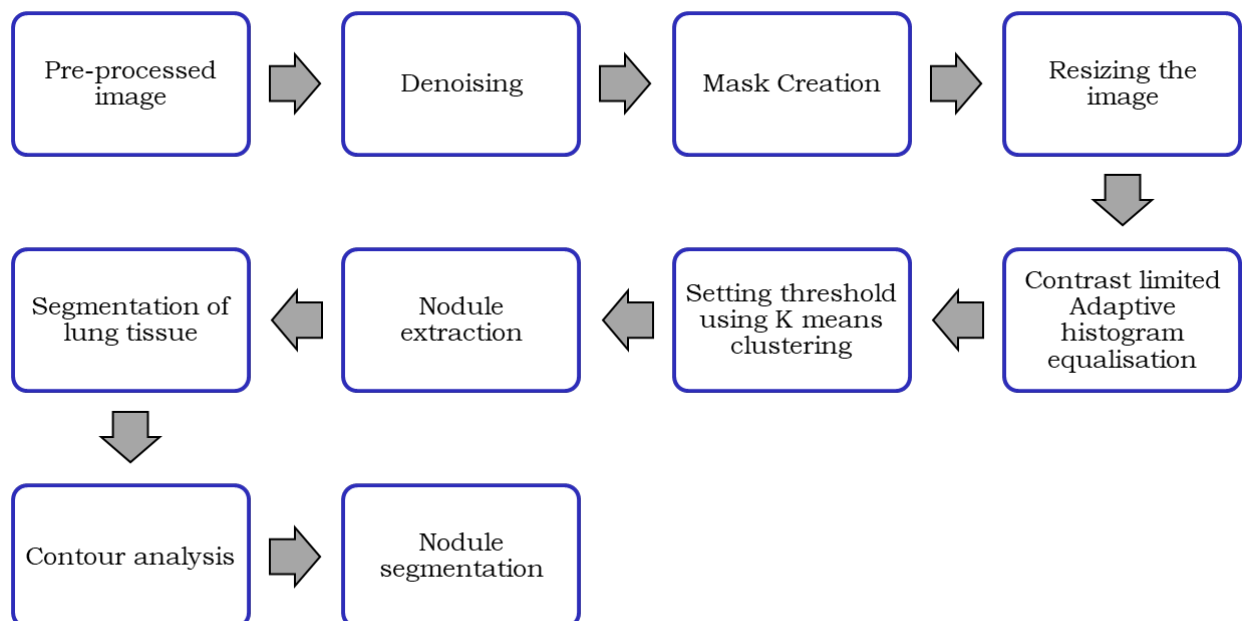 Pre-processed
image
Denoising
Mask Creation
Resizing the
image
Contrast limited
Adaptive
histogram
equalisation
Setting threshold
using K means
clustering
Nodule
extraction
Segmentation of
lung tissue
Contour analysis
Nodule
segmentation